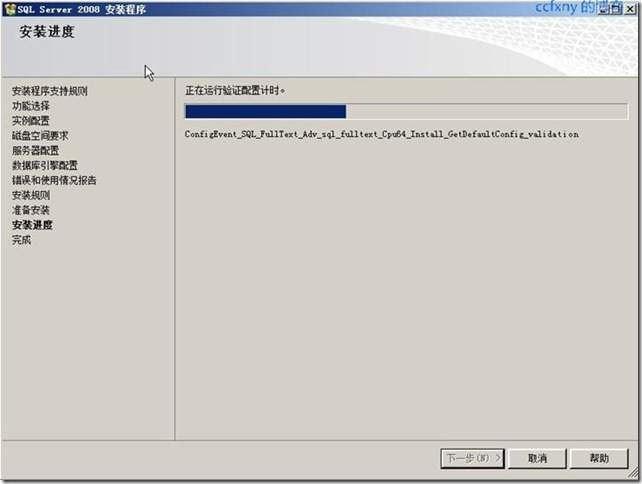 SQL Server 2008 安装程序
ccfxny 的博客
安装进度
安装程序支持规则
功能选择
实例配置
磁盘空间要求
服务器配置
数据库引擎配置
错误和使用情况报告
安装规则
准备安装
安装进度
完成
正在运行验证配置计时。
ConfigEvent_SQL_FullText_Adv_sql_fulltext_Cpu64_Install_GetDefaultConfig_validation
下一步(N) >
取消
帮助